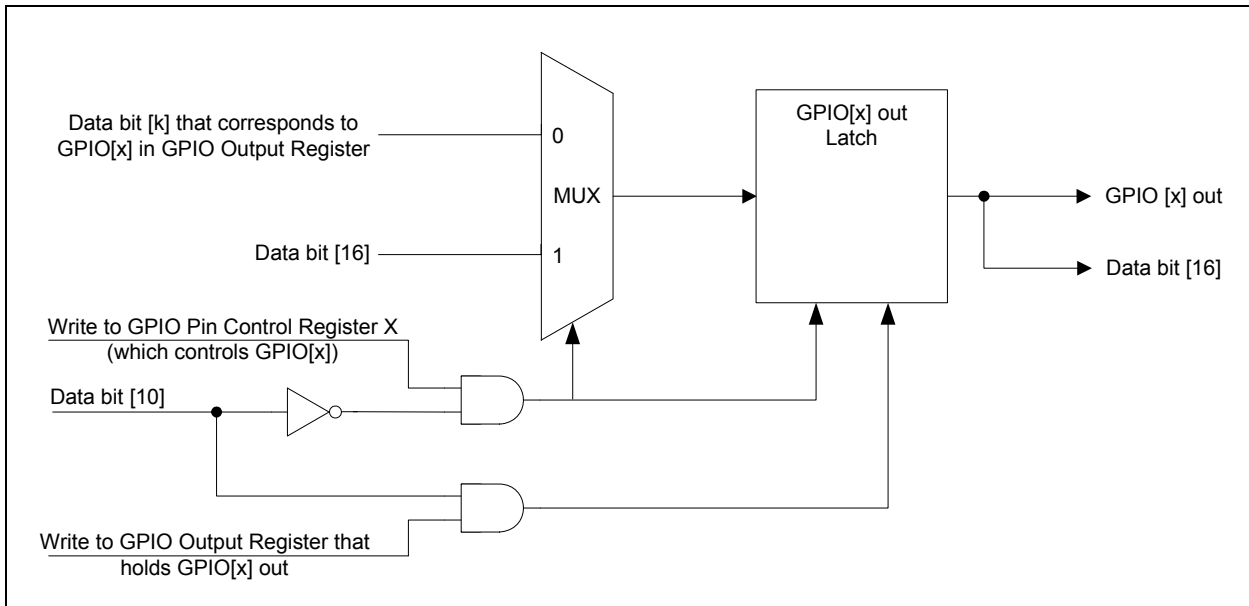 Data bit [k] that corresponds to
GPIO[x] in GPIO Output Register
0
MUX
1
Data bit [16]
GPIO[x] out
Latch
GPIO [x] out
Data bit [16]
Write to GPIO Pin Control Register X
(which controls GPIO[x])
Data bit [10]
Write to GPIO Output Register that
holds GPIO[x] out